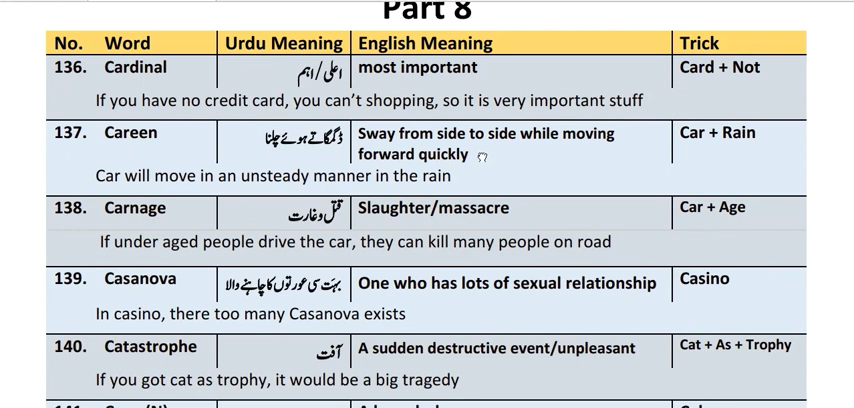 Part 8
No. Word Urdu Meaning English Meaning Trick
136. Cardinal اعلیٰ/اہم most important Card + Not
If you have no credit card, you can’t shopping, so it is very important stuff
137. Careen ڈگمگاتے ہوئے چلنا Sway from side to side while moving Car + Rain
forward quickly
Car will move in an unsteady manner in the rain
138. Carnage قتل و غارت Slaughter/massacre Car + Age
If under aged people drive the car, they can kill many people on road
139. Casanova بہت سی عورتوں کا چاہنے والا One who has lots of sexual relationship Casino
In casino, there too many Casanova exists
140. Catastrophe آفت A sudden destructive event/unpleasant Cat + As + Trophy
If you got cat as trophy, it would be a big tragedy